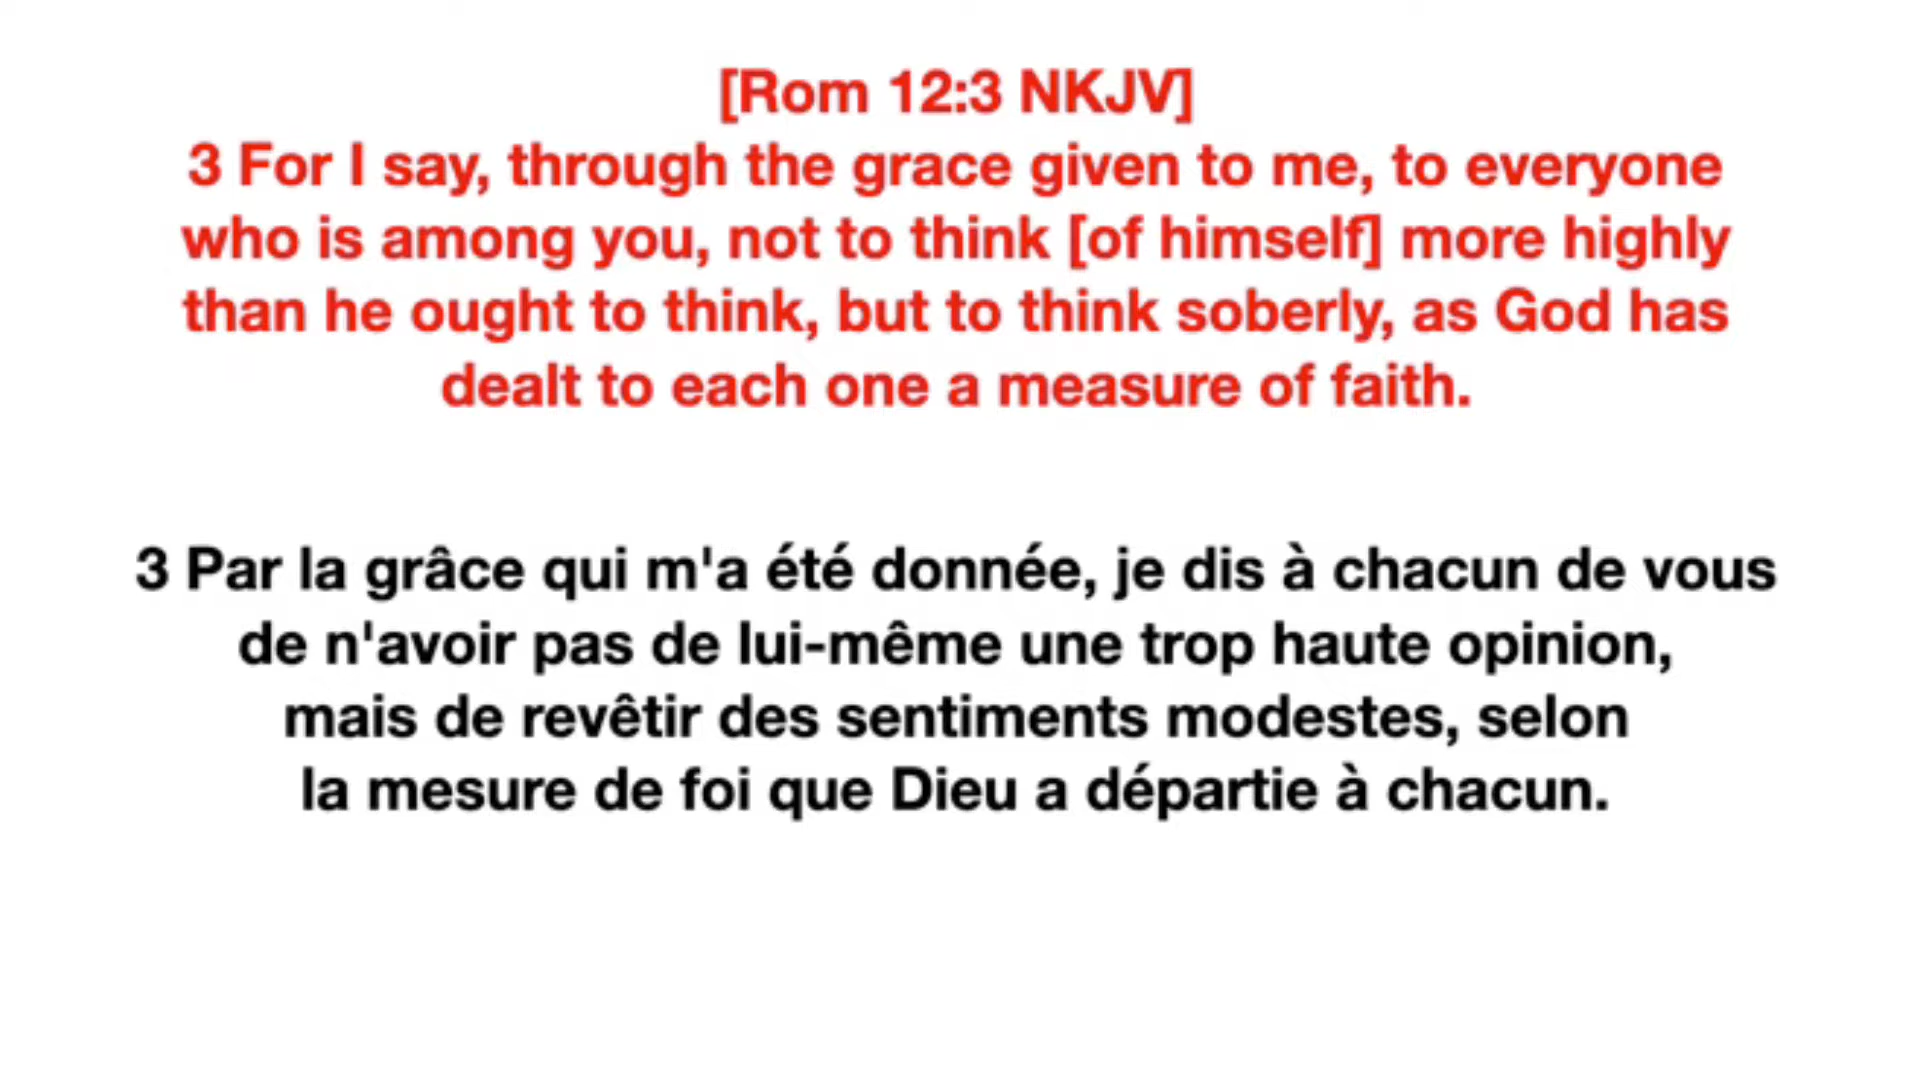 [Rom 12:3 NKJV]
3 For I say, through the grace given to me, to everyone
who is among you, not to think [of himself] more highly
than he ought to think, but to think soberly, as God has
dealt to each one a measure of faith.
3 Par la grâce qui m'a été donnée, je dis à chacun de vous
de n'avoir pas de lui-même une trop haute opinion,
mais de revêtir des sentiments modestes, selon
la mesure de foi que Dieu a départie à chacun.